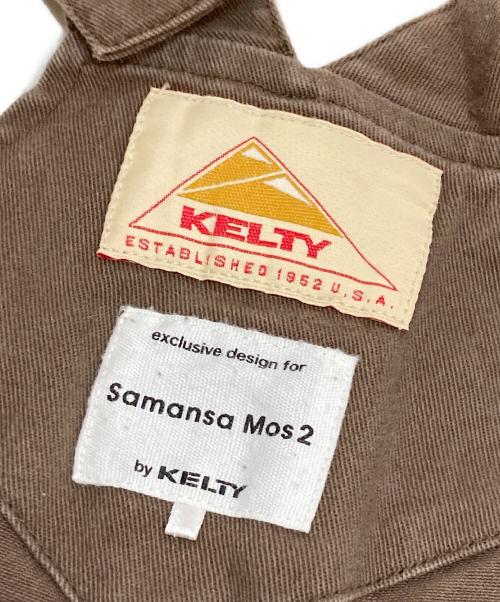 KELTY
ESTABLISHED 1952 U.S.A.
exclusive design for
Samansa Mos2
by KELTY